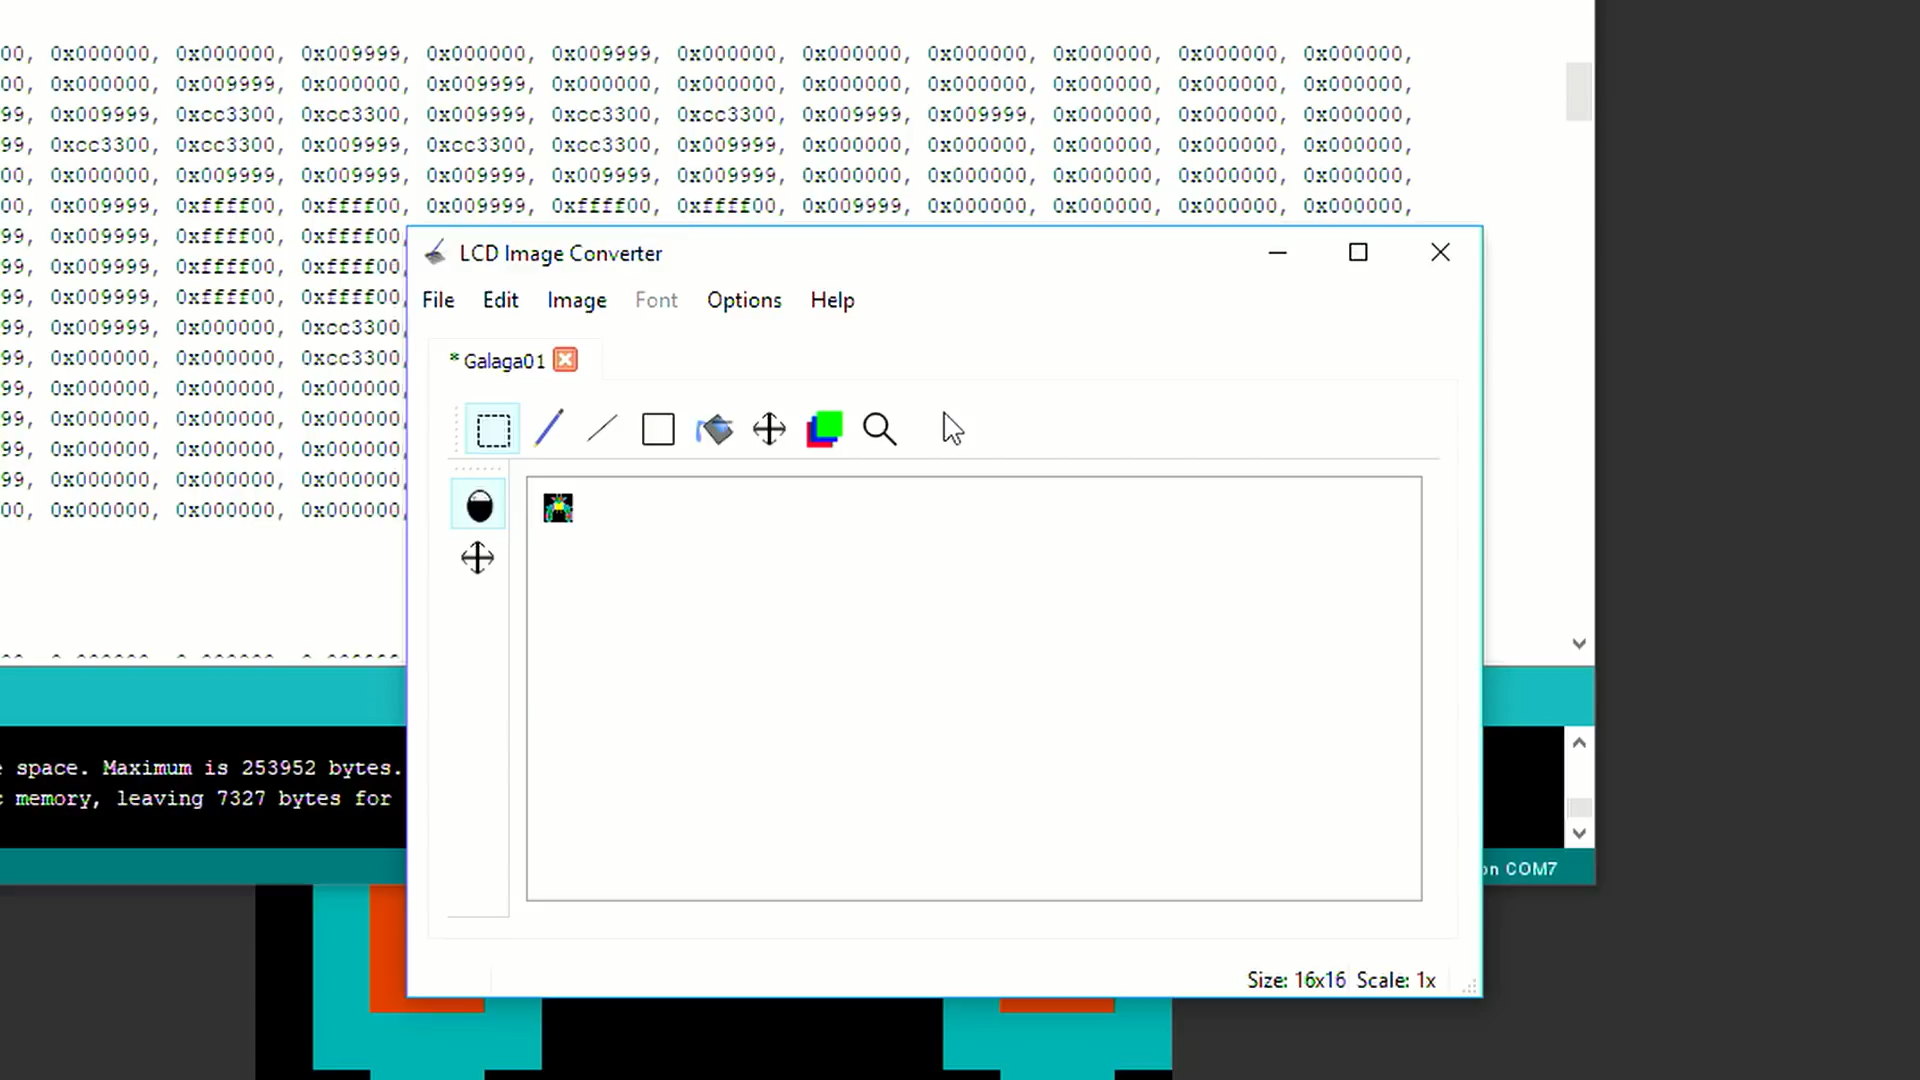 00, 0x000000, 0x000000, 0x009999, 0x000000, 0x009999, 0x000000, 0x000000, 0x000000, 0x000000, 0x000000, 0x000000,
00, 0x000000, 0x009999, 0x000000, 0x009999, 0x000000, 0x000000, 0x000000, 0x000000, 0x000000, 0x000000, 0x000000,
99, 0x009999, 0xcc3300, 0xcc3300, 0x009999, 0xcc3300, 0xcc3300, 0x009999, 0x009999, 0x000000, 0x000000, 0x000000,
99, 0xcc3300, 0xcc3300, 0x009999, 0xcc3300, 0xcc3300, 0x009999, 0x000000, 0x000000, 0x000000, 0x000000, 0x000000,
00, 0x000000, 0x009999, 0x009999, 0x009999, 0x009999, 0x009999, 0x000000, 0x000000, 0x000000, 0x000000, 0x000000,
00, 0x009999, 0xffff00, 0xffff00, 0x009999, 0xffff00, 0xffff00, 0x009999, 0x000000, 0x000000, 0x000000, 0x000000,
99, 0x009999, 0xffff00, 0xffff00,
99, 0x009999, 0xffff00, 0xffff00,
99, 0x009999, 0xffff00, 0xffff00,
99, 0x009999, 0x000000, 0xcc3300,
99, 0x000000, 0x000000, 0xcc3300,
99, 0x000000, 0x000000, 0x000000,
99, 0x000000, 0x000000, 0x000000,
99, 0x000000, 0x000000, 0x000000,
99, 0x000000, 0x000000, 0x000000,
00, 0x000000, 0x000000, 0x000000,
LCD Image Converter
File Edit Image Font Options Help
* Galaga01
Size: 16x16 Scale: 1x
space. Maximum is 253952 bytes.
memory, leaving 7327 bytes for
on COM7